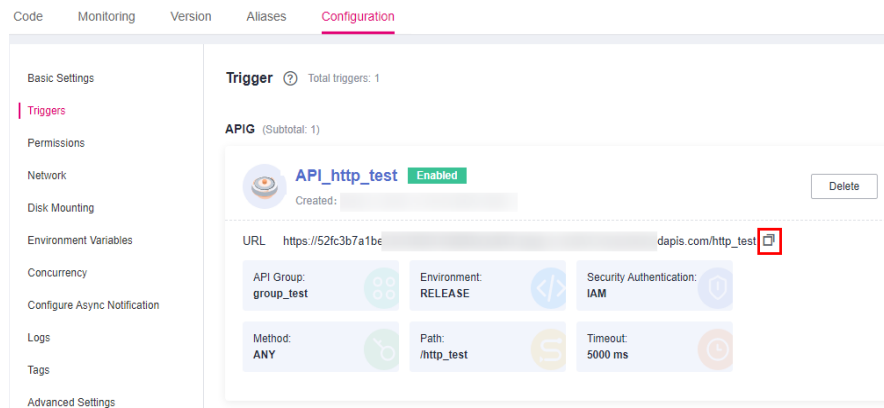 Code Monitoring Version Aliases Configuration
Basic Settings
Triggers
Permissions
Network
Disk Mounting
Environment Variables
Concurrency
Configure Async Notification
Logs
Tags
Advanced Settings
Trigger ? Total triggers: 1
APIG (Subtotal: 1)
API_http_test Enabled
Delete
Created:
URL https://52fc3b7a1be dapis.com/http_test
API Group: Environment: Security Authentication:
group_test RELEASE IAM
Method: Path: Timeout:
ANY /http_test 5000 ms